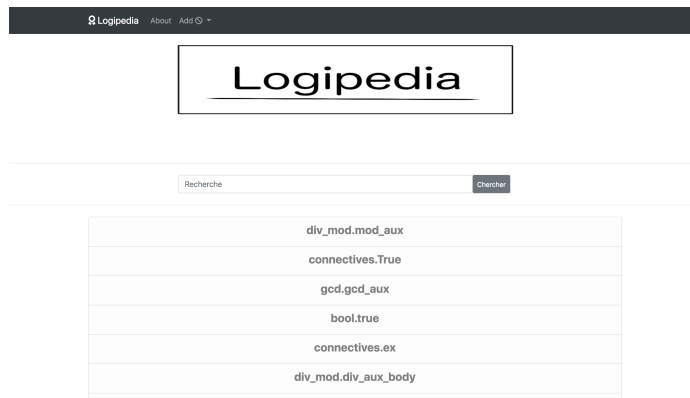 Logipedia About Add
Logipedia
Recherche Chercher
div_mod.mod_aux
connectives.True
gcd.gcd_aux
bool.true
connectives.ex
div_mod.div_aux_body